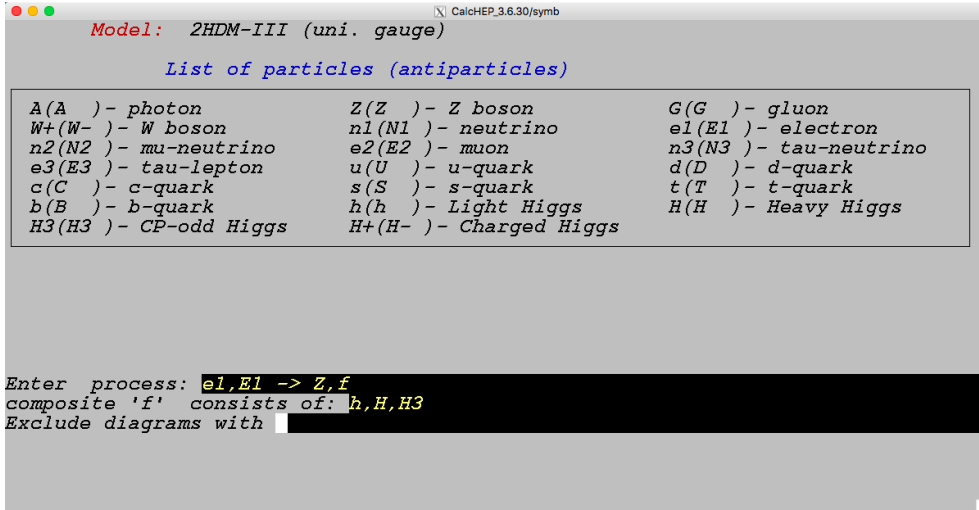 CalcHEP_3.6.30/symb
Model: 2HDM-III (uni. gauge)
List of particles (antiparticles)
A(A )- photon Z(Z )- Z boson G(G )- gluon
W+(W- )- W boson n1(N1 )- neutrino e1(E1 )- electron
n2(N2 )- mu-neutrino e2(E2 )- muon n3(N3 )- tau-neutrino
e3(E3 )- tau-lepton u(U )- u-quark d(D )- d-quark
c(C )- c-quark s(S )- s-quark t(T )- t-quark
b(B )- b-quark h(h )- Light Higgs H(H )- Heavy Higgs
H3(H3 )- CP-odd Higgs H+(H- )- Charged Higgs
Enter process: e1,E1 -> Z,f
composite 'f' consists of: h,H,H3
Exclude diagrams with